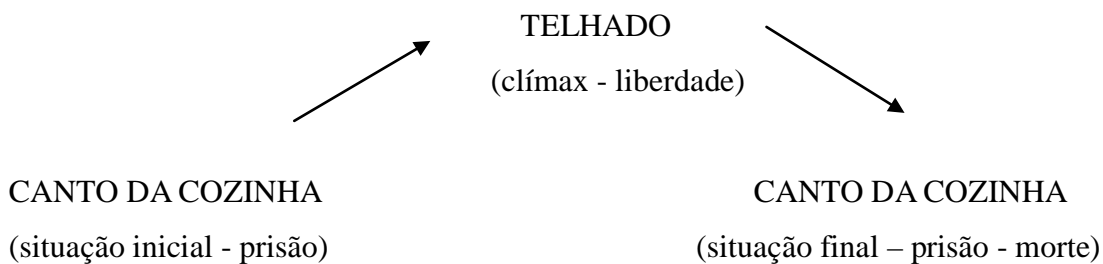 TELHADO
(clímax - liberdade)
CANTO DA COZINHA
(situação inicial - prisão)
CANTO DA COZINHA
(situação final – prisão - morte)